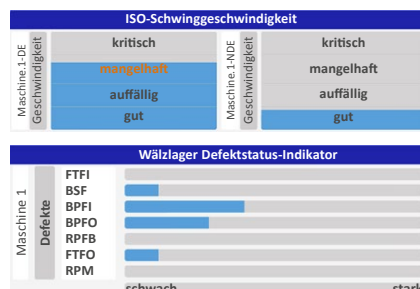 ISO-Schwinggeschwindigkeit
Maschine.1-DE
Geschwindigkeit
kritisch
mangelhaft
auffällig
gut
Maschine.1-NDE
Geschwindigkeit
kritisch
mangelhaft
auffällig
gut
Wälzlager Defektstatus-Indikator
Maschine 1
Defekte
FTFI
BSF
BPFI
BPFO
RPFB
FTFO
RPM
schwach
stark